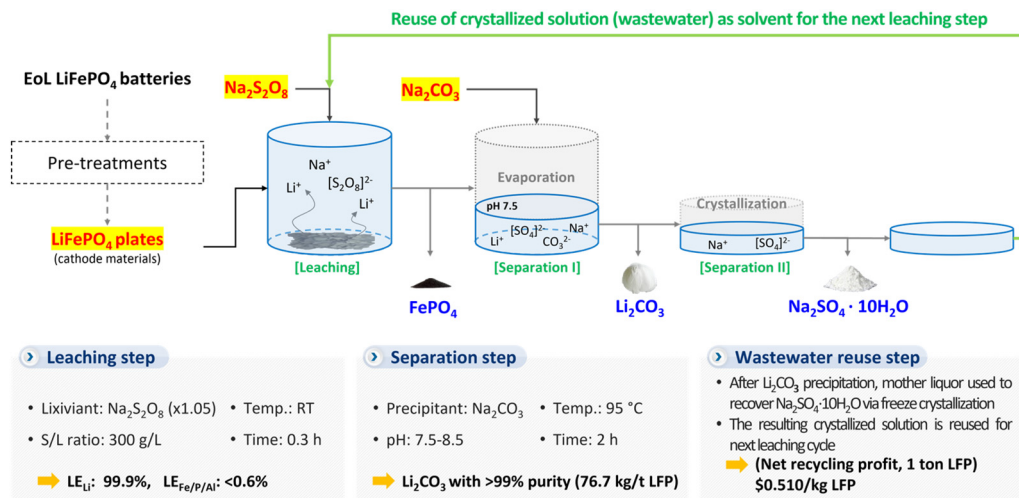 Reuse of crystallized solution (wastewater) as solvent for the next leaching step
EoL LiFePO₄ batteries
Na₂S₂O₈
Na₂CO₃
Pre-treatments
LiFePO₄ plates
(cathode materials)
Na⁺
[S₂O₈]²⁻
Li⁺
Li⁺
[Leaching]
Evaporation
pH 7.5
Li⁺
[SO₄]²⁻
CO₃²⁻
Na⁺
[Separation I]
Crystallization
Na⁺
[SO₄]²⁻
[Separation II]
FePO₄
Li₂CO₃
Na₂SO₄ · 10H₂O
Leaching step
• Lixiviant: Na₂S₂O₈ (x1.05)
• Temp.: RT
• S/L ratio: 300 g/L
• Time: 0.3 h
LE_Li: 99.9%, LE_Fe/P/Al: <0.6%
Separation step
• Precipitant: Na₂CO₃
• Temp.: 95 °C
• pH: 7.5-8.5
• Time: 2 h
Li₂CO₃ with >99% purity (76.7 kg/t LFP)
Wastewater reuse step
• After Li₂CO₃ precipitation, mother liquor used to
recover Na₂SO₄·10H₂O via freeze crystallization
• The resulting crystallized solution is reused for
next leaching cycle
(Net recycling profit, 1 ton LFP)
$0.510/kg LFP